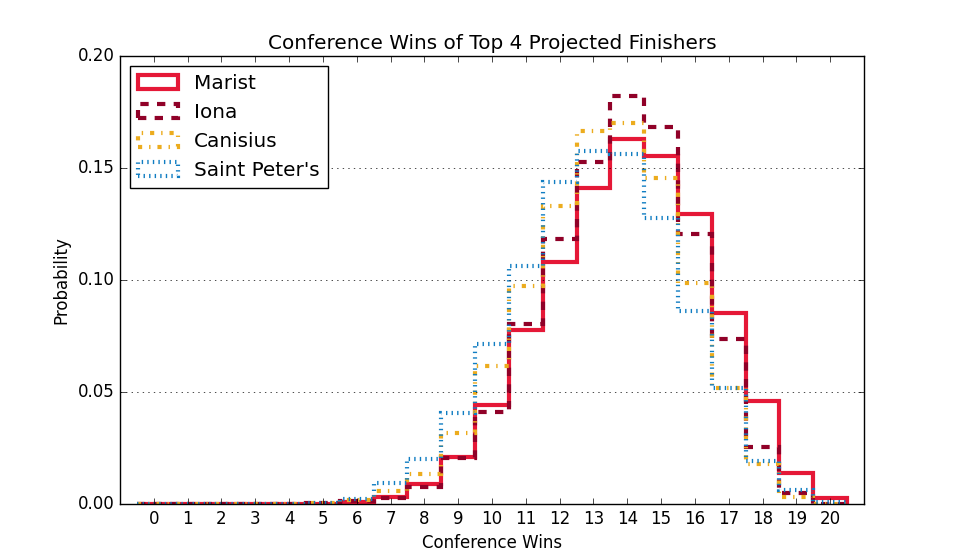 Conference Wins of Top 4 Projected Finishers
Marist
Iona
Canisius
Saint Peter's
0.20
0.15
0.10
0.05
0.00
Probability
0 1 2 3 4 5 6 7 8 9 10 11 12 13 14 15 16 17 18 19 20
Conference Wins